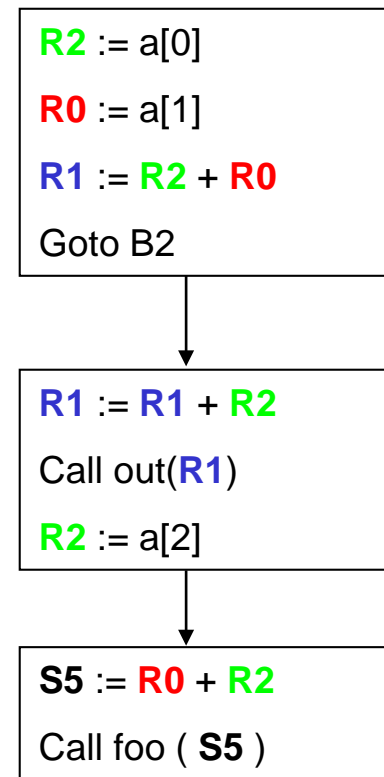 R2 := a[0]
R0 := a[1]
R1 := R2 + R0
Goto B2
R1 := R1 + R2
Call out(R1)
R2 := a[2]
S5 := R0 + R2
Call foo ( S5 )